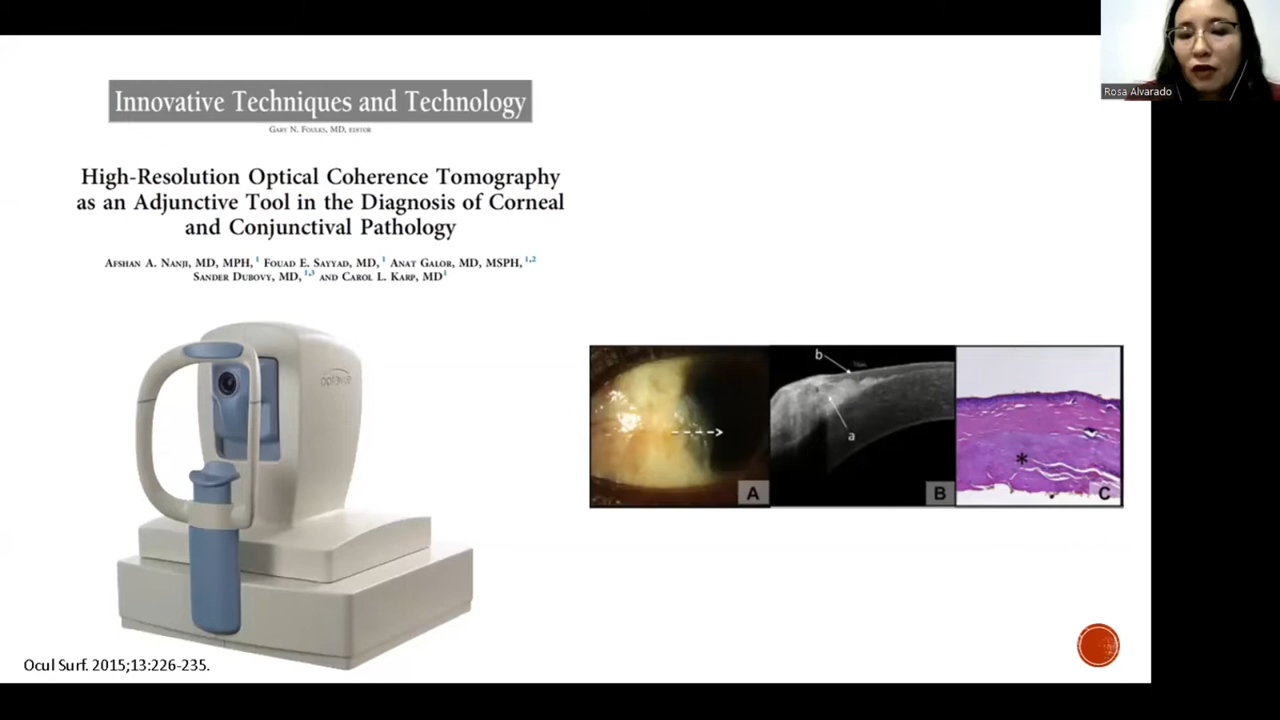 Rosa Alvarado
Innovative Techniques and Technology
GARY N. FOULKS, MD, EDITOR
High-Resolution Optical Coherence Tomography
as an Adjunctive Tool in the Diagnosis of Corneal
and Conjunctival Pathology
AFSHAN A. NANJI, MD, MPH,1 FOUAD E. SAYYAD, MD,1 ANAT GALOR, MD, MSPH,1,2
SANDER DUBOVY, MD,1,3 AND CAROL L. KARP, MD1
optovue
b
a
*
A
B
C
Ocul Surf. 2015;13:226-235.